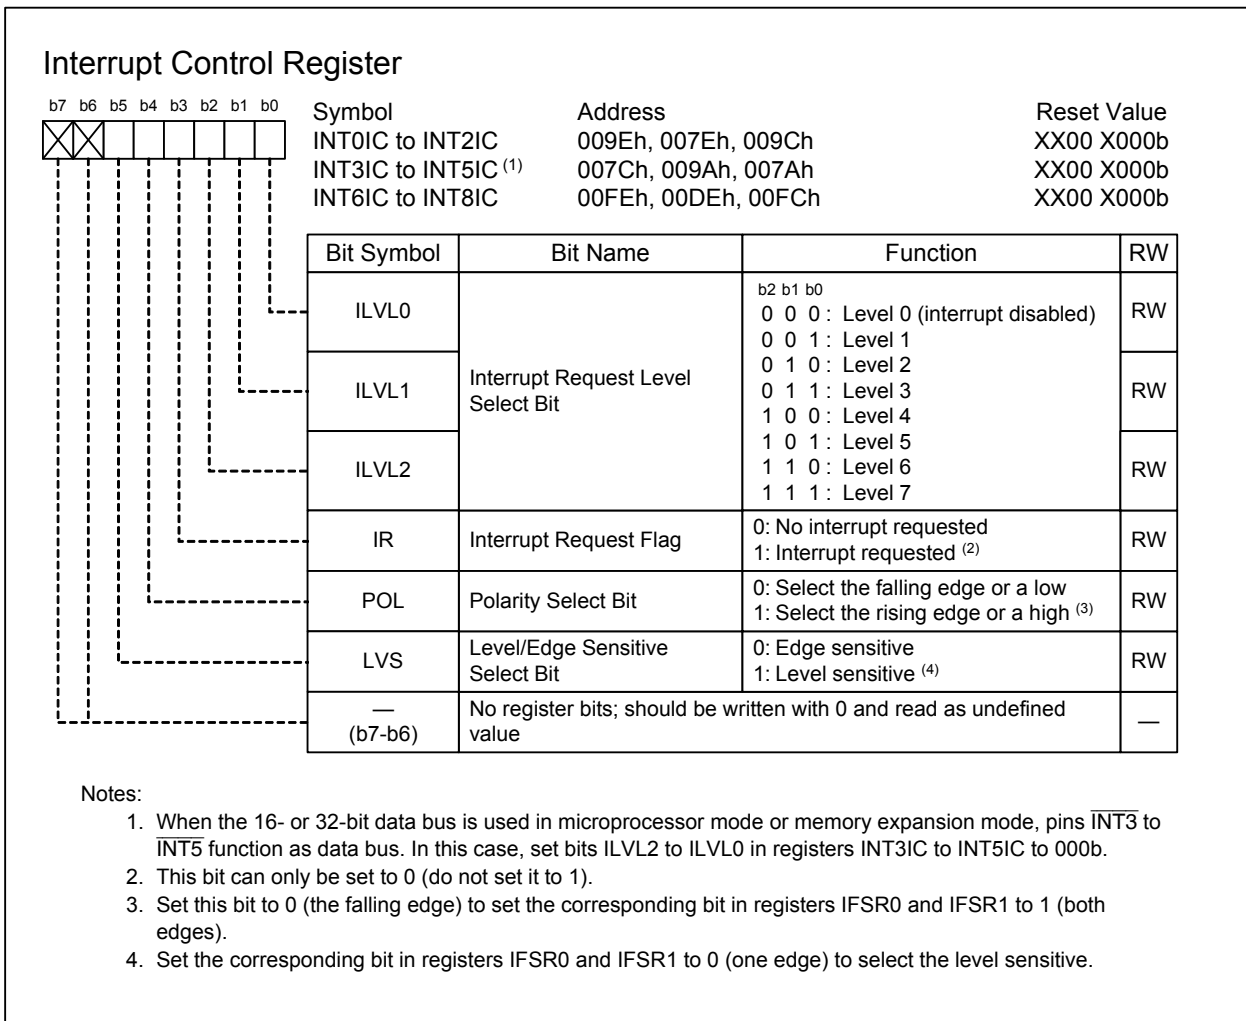 Interrupt Control Register
b7 b6 b5 b4 b3 b2 b1 b0
Symbol Address Reset Value
INT0IC to INT2IC 009Eh, 007Eh, 009Ch XX00 X000b
INT3IC to INT5IC (1) 007Ch, 009Ah, 007Ah XX00 X000b
INT6IC to INT8IC 00FEh, 00DEh, 00FCh XX00 X000b
Bit Symbol Bit Name Function RW
ILVL0
ILVL1
ILVL2
Interrupt Request Level
Select Bit
b2 b1 b0
0 0 0 : Level 0 (interrupt disabled)
0 0 1 : Level 1
0 1 0 : Level 2
0 1 1 : Level 3
1 0 0 : Level 4
1 0 1 : Level 5
1 1 0 : Level 6
1 1 1 : Level 7
RW
RW
RW
IR
Interrupt Request Flag
0: No interrupt requested
1: Interrupt requested (2)
RW
POL
Polarity Select Bit
0: Select the falling edge or a low
1: Select the rising edge or a high (3)
RW
LVS
Level/Edge Sensitive
Select Bit
0: Edge sensitive
1: Level sensitive (4)
RW
—
(b7-b6)
No register bits; should be written with 0 and read as undefined
value
—
Notes:
1. When the 16- or 32-bit data bus is used in microprocessor mode or memory expansion mode, pins I̅N̅T̅3̅ to
I̅N̅T̅5̅ function as data bus. In this case, set bits ILVL2 to ILVL0 in registers INT3IC to INT5IC to 000b.
2. This bit can only be set to 0 (do not set it to 1).
3. Set this bit to 0 (the falling edge) to set the corresponding bit in registers IFSR0 and IFSR1 to 1 (both
edges).
4. Set the corresponding bit in registers IFSR0 and IFSR1 to 0 (one edge) to select the level sensitive.